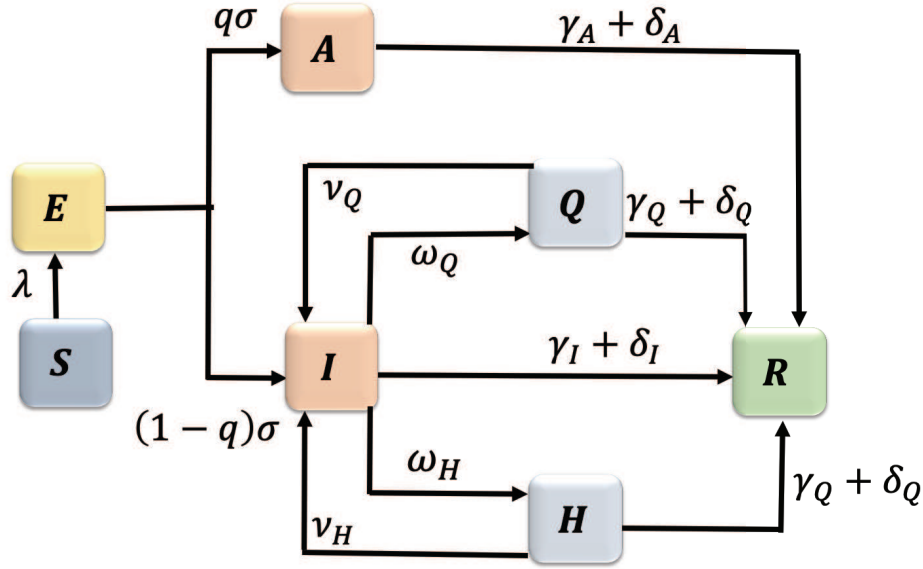 qσ
A
γ_A + δ_A
E
ν_Q
Q
γ_Q + δ_Q
ω_Q
λ
S
I
γ_I + δ_I
R
(1 − q)σ
ω_H
ν_H
H
γ_Q + δ_Q